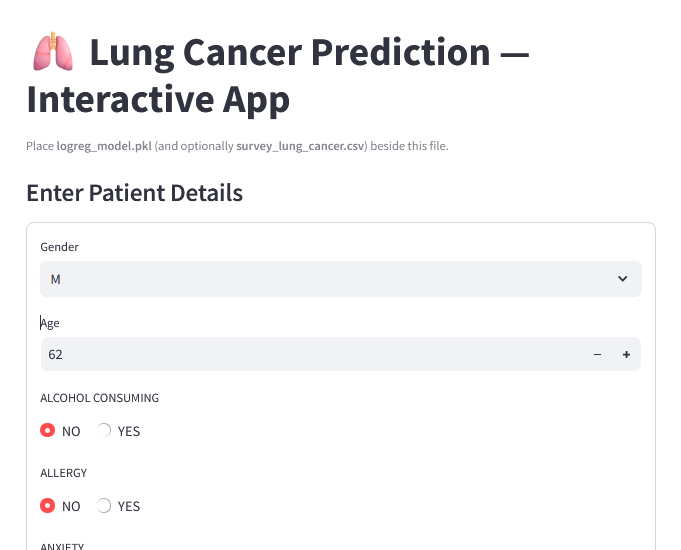 Lung Cancer Prediction —
Interactive App
Place logreg_model.pkl (and optionally survey_lung_cancer.csv) beside this file.
Enter Patient Details
Gender
M
Age
62
ALCOHOL CONSUMING
NO YES
ALLERGY
NO YES
ANXIETY